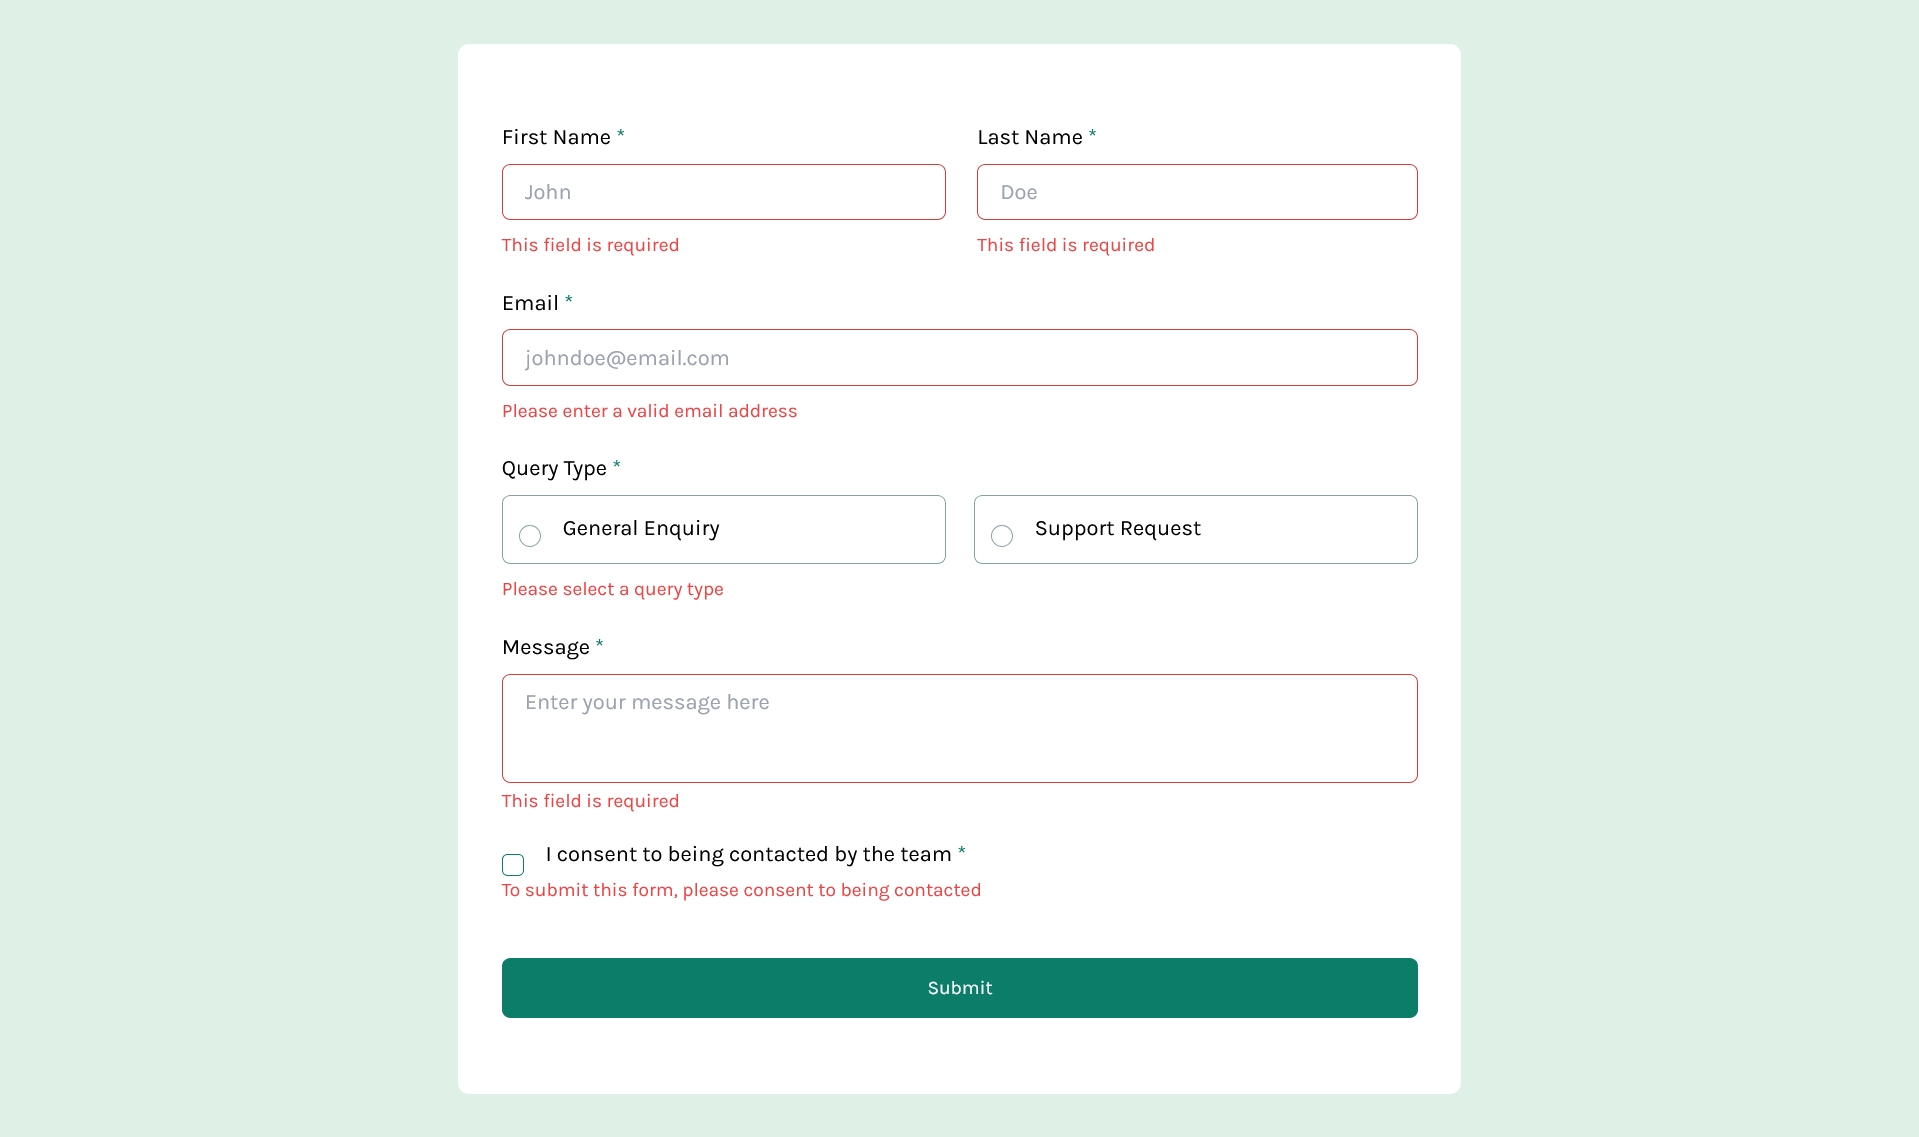 First Name *
Last Name *
John
Doe
This field is required
This field is required
Email *
johndoe@email.com
Please enter a valid email address
Query Type *
General Enquiry
Support Request
Please select a query type
Message *
Enter your message here
This field is required
I consent to being contacted by the team *
To submit this form, please consent to being contacted
Submit